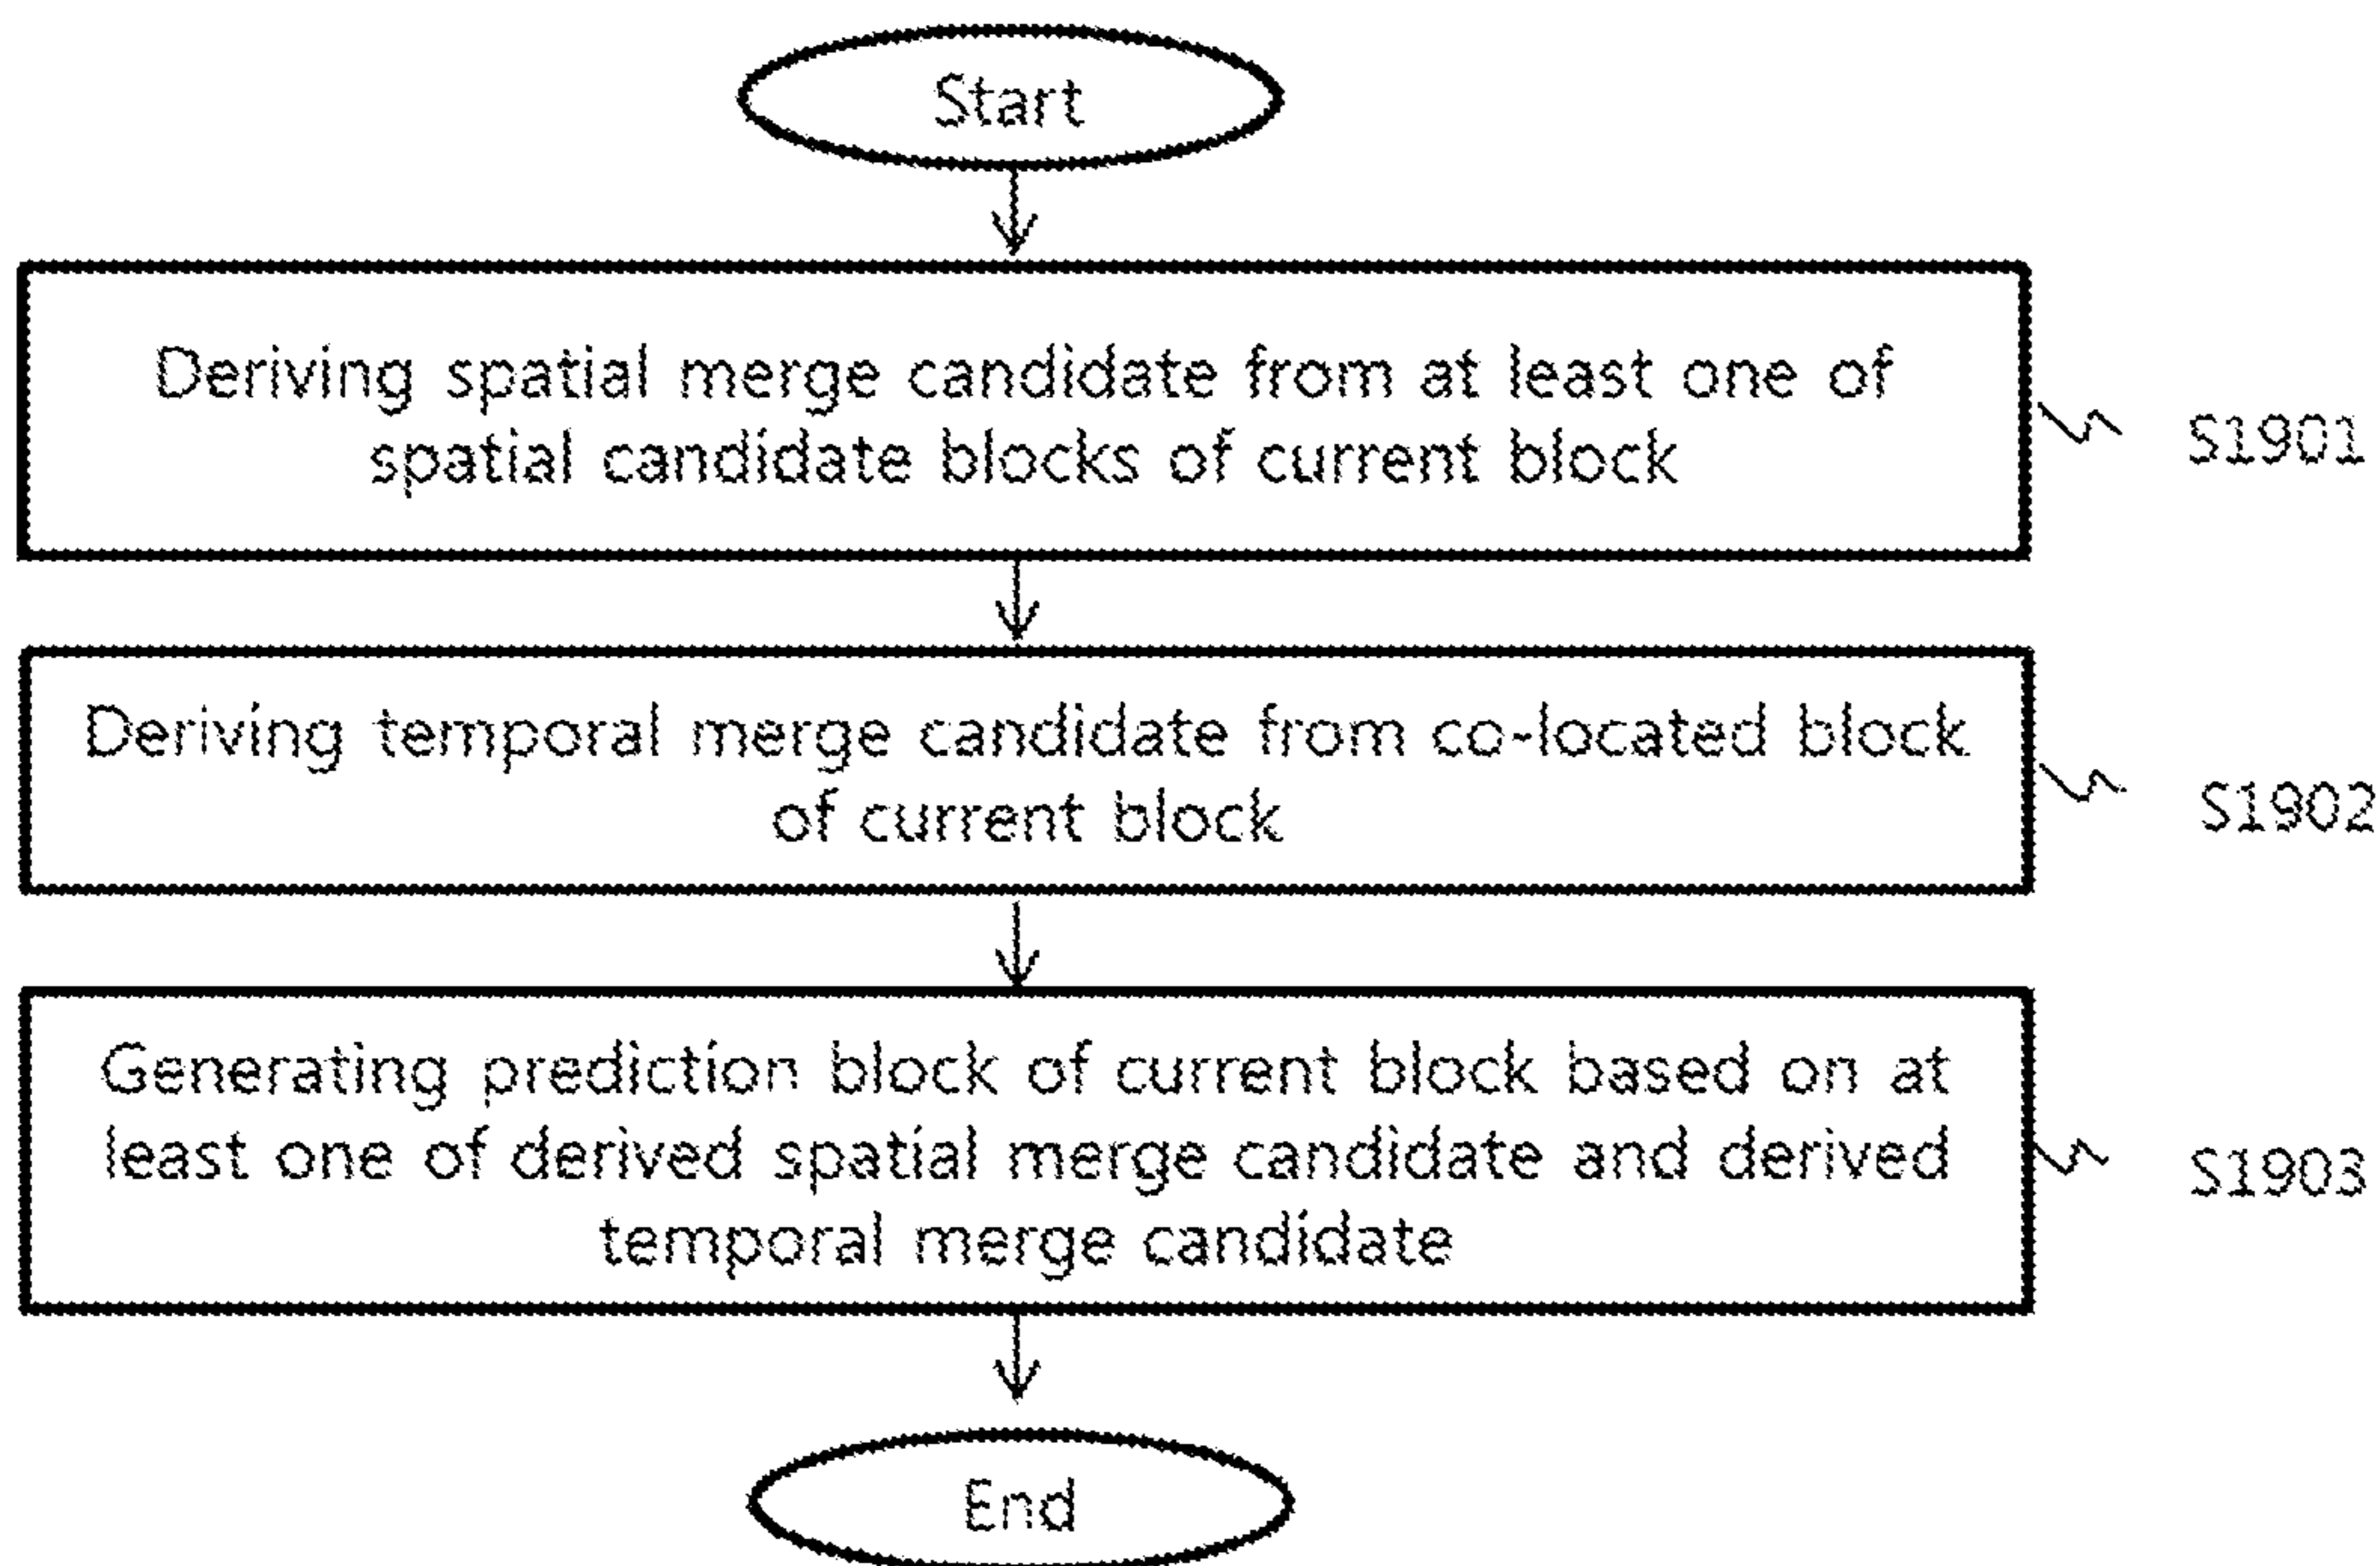 Start
Deriving spatial merge candidate from at least one of
spatial candidate blocks of current block
S1901
Deriving temporal merge candidate from co-located block
of current block
S1902
Generating prediction block of current block based on at
least one of derived spatial merge candidate and derived
temporal merge candidate
S1903
End